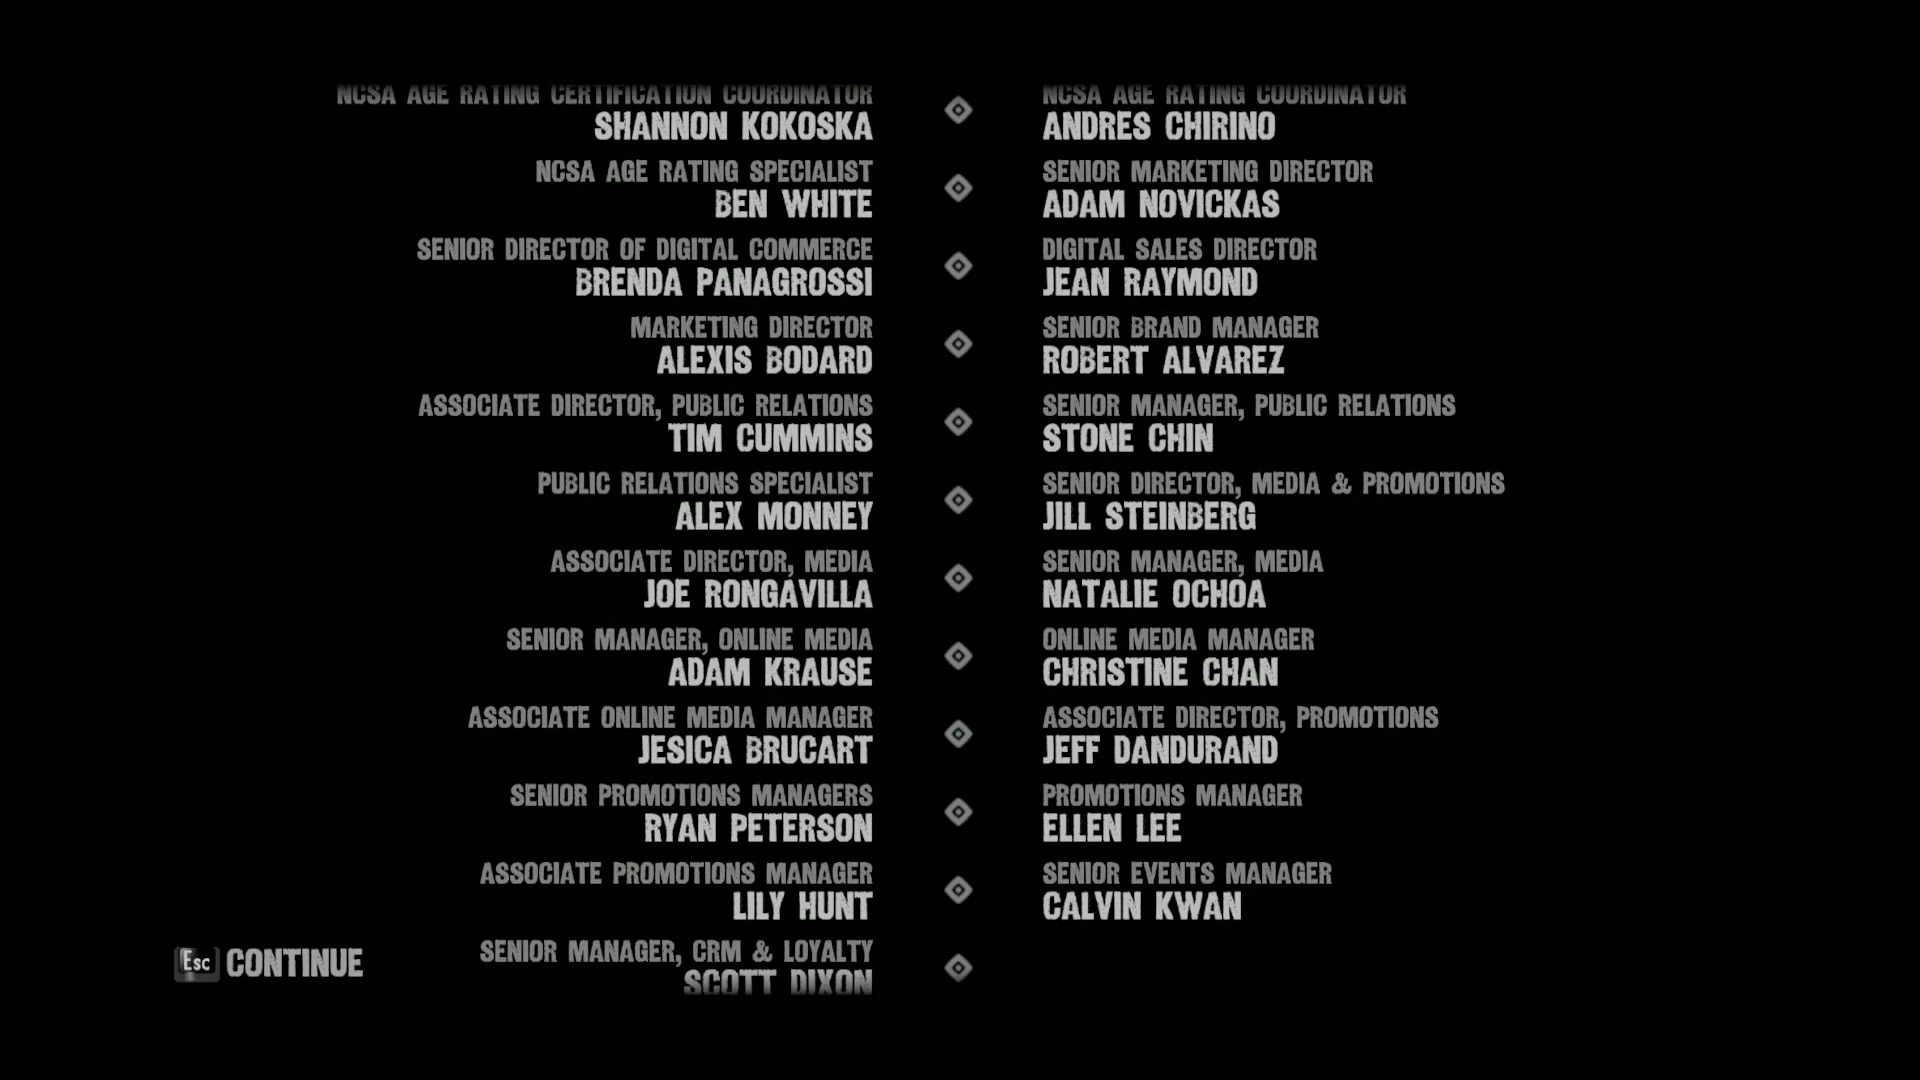 NCSA AGE RATING CERTIFICATION COORDINATOR
SHANNON KOKOSKA
NCSA AGE RATING COORDINATOR
ANDRES CHIRINO
NCSA AGE RATING SPECIALIST
BEN WHITE
SENIOR MARKETING DIRECTOR
ADAM NOVICKAS
SENIOR DIRECTOR OF DIGITAL COMMERCE
BRENDA PANAGROSSI
DIGITAL SALES DIRECTOR
JEAN RAYMOND
MARKETING DIRECTOR
ALEXIS BODARD
SENIOR BRAND MANAGER
ROBERT ALVAREZ
ASSOCIATE DIRECTOR, PUBLIC RELATIONS
TIM CUMMINS
SENIOR MANAGER, PUBLIC RELATIONS
STONE CHIN
PUBLIC RELATIONS SPECIALIST
ALEX MONNEY
SENIOR DIRECTOR, MEDIA & PROMOTIONS
JILL STEINBERG
ASSOCIATE DIRECTOR, MEDIA
JOE RONGAVILLA
SENIOR MANAGER, MEDIA
NATALIE OCHOA
SENIOR MANAGER, ONLINE MEDIA
ADAM KRAUSE
ONLINE MEDIA MANAGER
CHRISTINE CHAN
ASSOCIATE ONLINE MEDIA MANAGER
JESICA BRUCART
ASSOCIATE DIRECTOR, PROMOTIONS
JEFF DANDURAND
SENIOR PROMOTIONS MANAGERS
RYAN PETERSON
PROMOTIONS MANAGER
ELLEN LEE
ASSOCIATE PROMOTIONS MANAGER
LILY HUNT
SENIOR EVENTS MANAGER
CALVIN KWAN
SENIOR MANAGER, CRM & LOYALTY
SCOTT DIXON
Esc CONTINUE